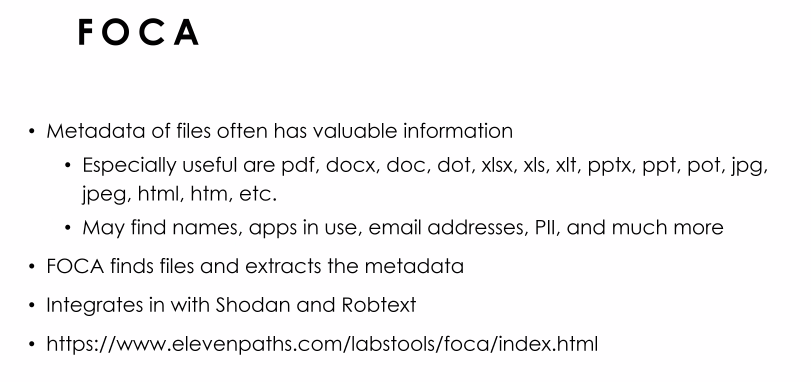 FOCA
• Metadata of files often has valuable information
• Especially useful are pdf, docx, doc, dot, xlsx, xls, xlt, pptx, ppt, pot, jpg,
jpeg, html, htm, etc.
• May find names, apps in use, email addresses, PII, and much more
• FOCA finds files and extracts the metadata
• Integrates in with Shodan and Robtext
• https://www.elevenpaths.com/labstools/foca/index.html